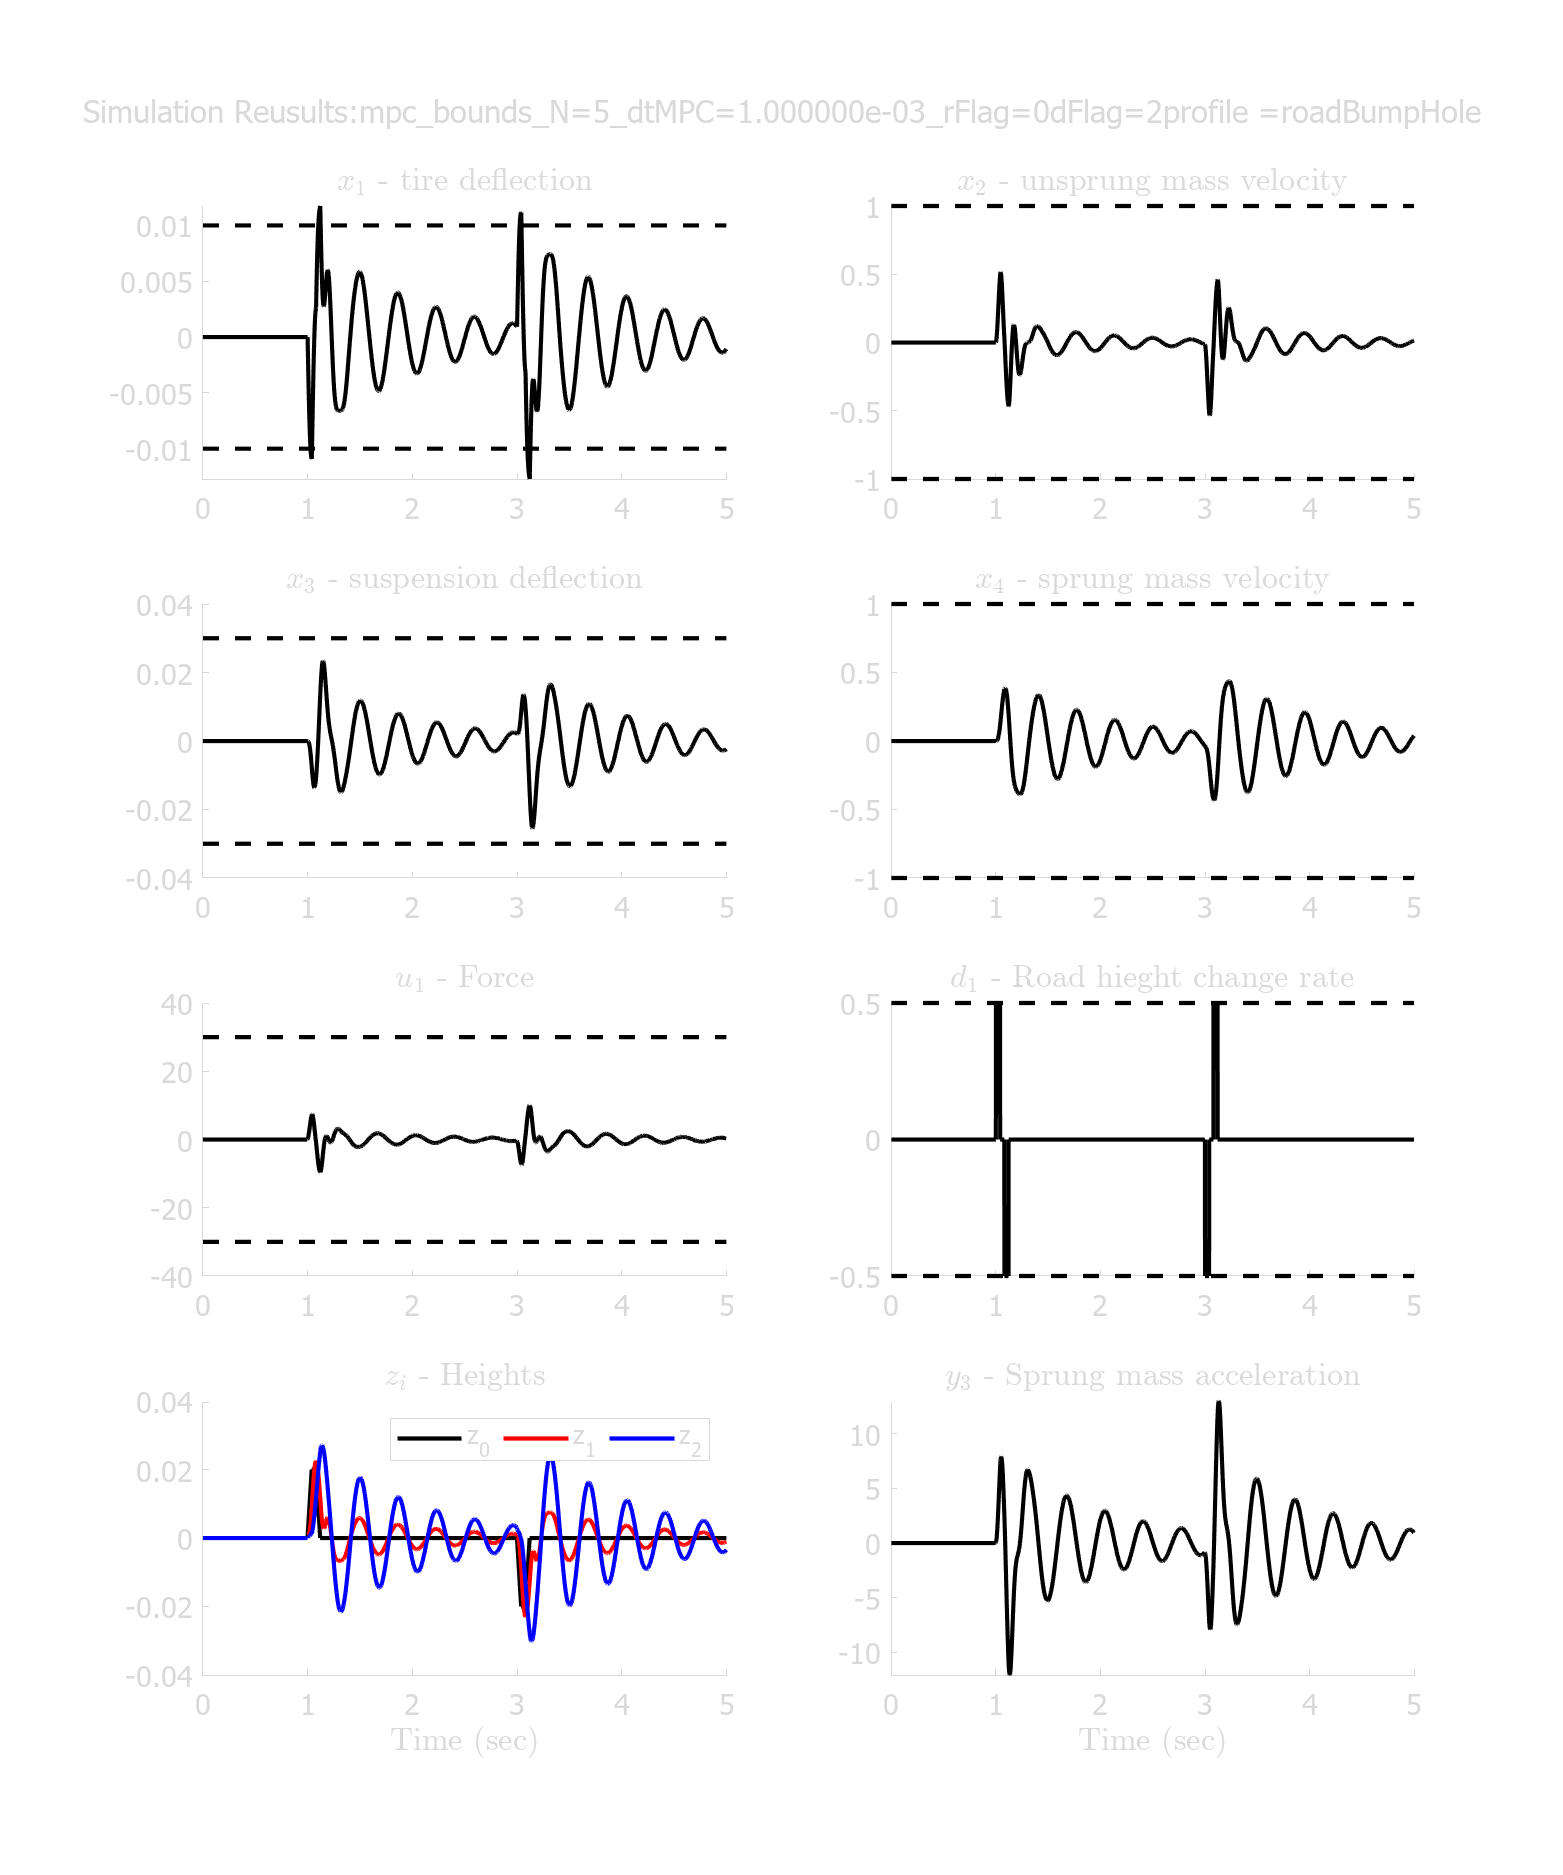 Simulation Reusults:mpc_bounds_N=5_dtMPC=1.000000e-03_rFlag=0dFlag=2profile =roadBumpHole
x₁ - tire deflection
0.01
0.005
0
-0.005
-0.01
0 1 2 3 4 5
x₂ - unsprung mass velocity
1
0.5
0
-0.5
-1
0 1 2 3 4 5
x₃ - suspension deflection
0.04
0.02
0
-0.02
-0.04
0 1 2 3 4 5
x₄ - sprung mass velocity
1
0.5
0
-0.5
-1
0 1 2 3 4 5
u₁ - Force
40
20
0
-20
-40
0 1 2 3 4 5
d₁ - Road hieght change rate
0.5
0
-0.5
0 1 2 3 4 5
zᵢ - Heights
z₀ z₁ z₂
0.04
0.02
0
-0.02
-0.04
0 1 2 3 4 5
Time (sec)
y₃ - Sprung mass acceleration
10
5
0
-5
-10
0 1 2 3 4 5
Time (sec)